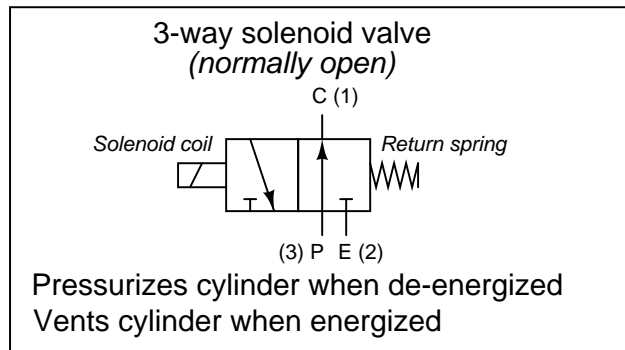 3-way solenoid valve
(normally open)
C (1)
Solenoid coil
Return spring
(3) P E (2)
Pressurizes cylinder when de-energized
Vents cylinder when energized